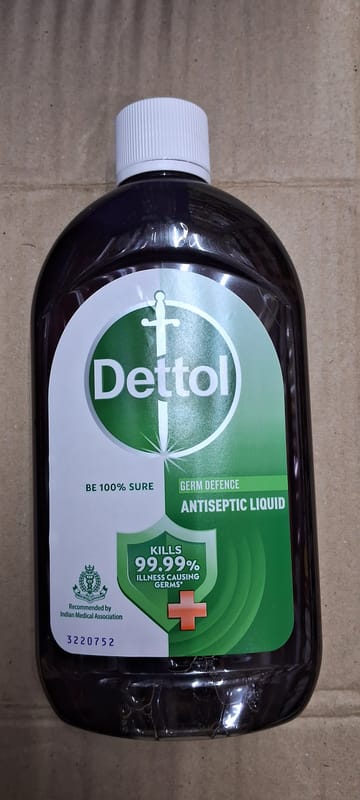 Dettol
BE 100% SURE
GERM DEFENCE
ANTISEPTIC LIQUID
KILLS
99.99%
ILLNESS CAUSING
GERMS*
Recommended by
Indian Medical Association
3220752